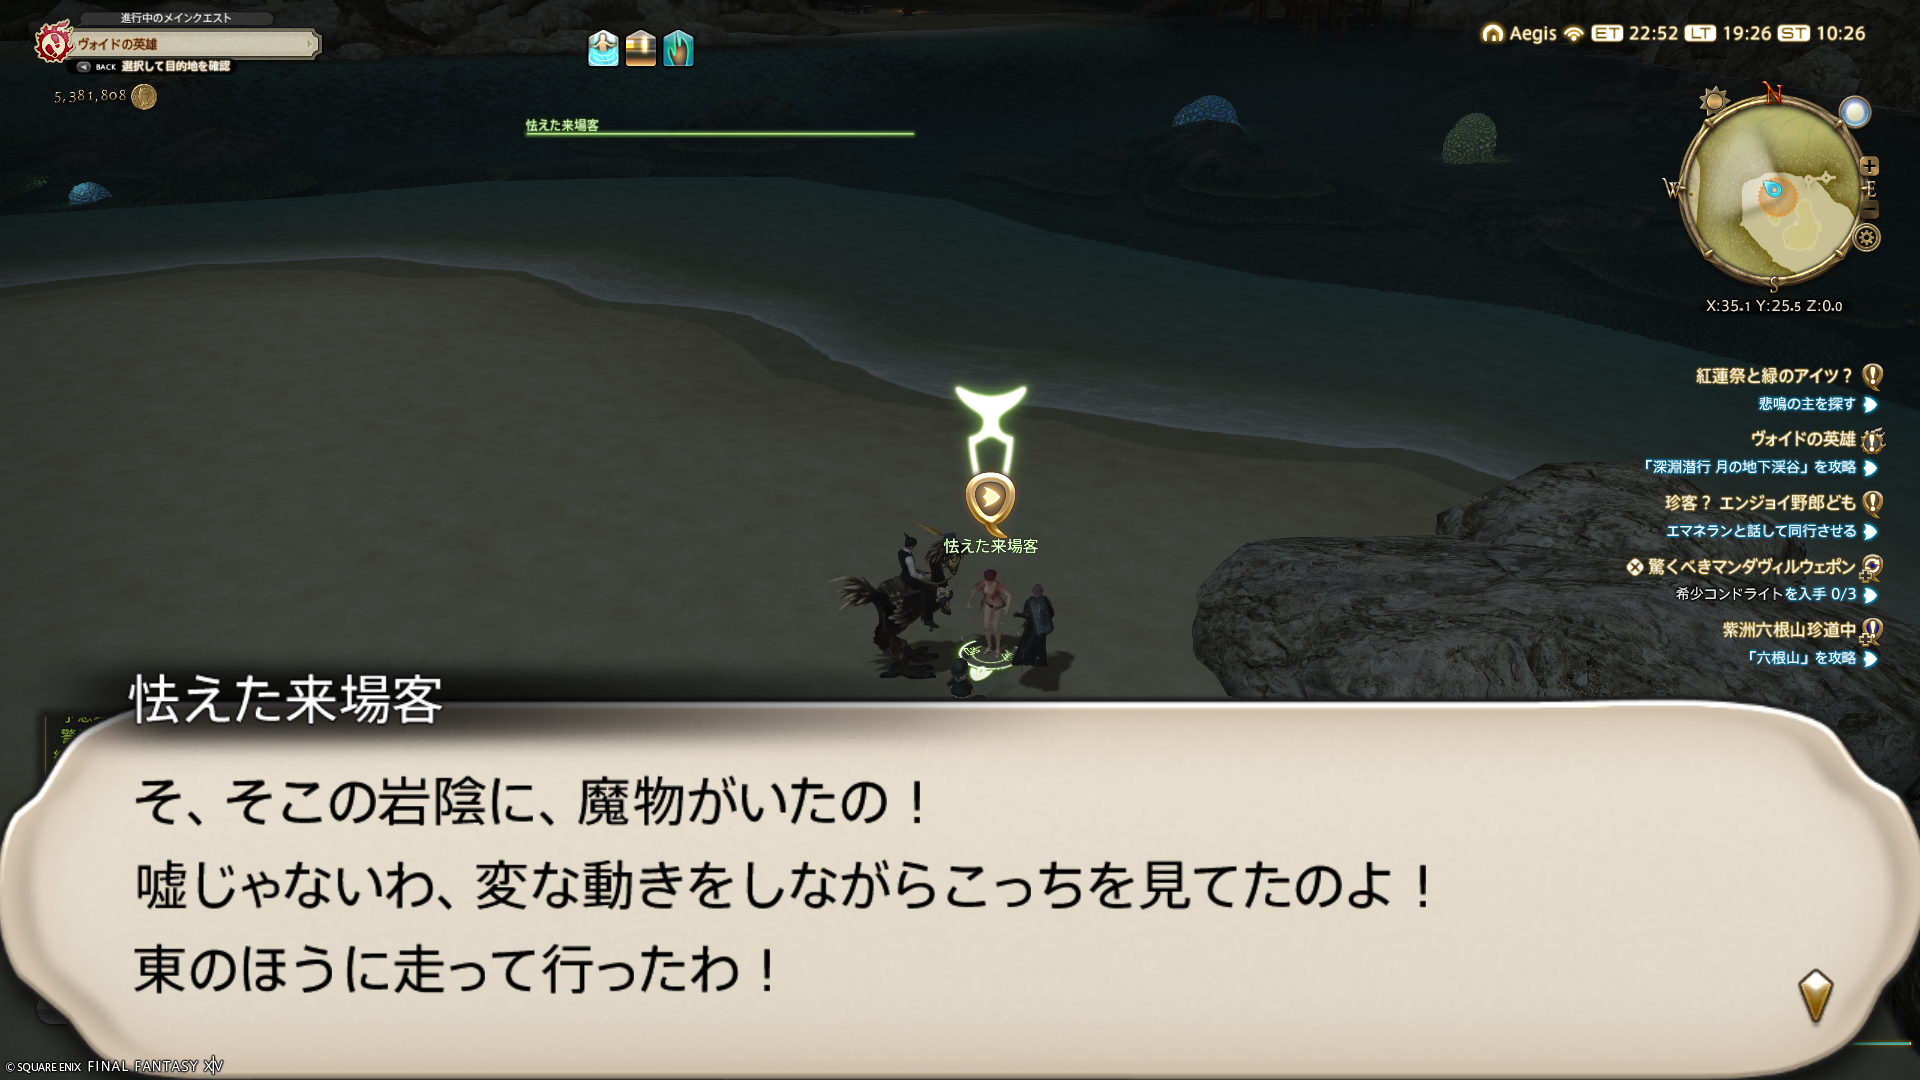 進行中のメインクエスト
ヴォイドの英雄
BACK 選択して目的地を確認
5,381,808
怯えた来場客
Aegis ET 22:52 LT 19:26 ST 10:26
N
W
E
S
X:35.1 Y:25.5 Z:0.0
紅蓮祭と緑のアイツ？
悲鳴の主を探す
ヴォイドの英雄
「深淵潜行 月の地下渓谷」を攻略
珍客？ エンジョイ野郎ども
エマネランと話して同行させる
驚くべきマンダヴィルウェポン
希少コンドライトを入手 0/3
紫洲六根山珍道中
「六根山」を攻略
怯えた来場客
怯えた来場客
そ、そこの岩陰に、魔物がいたの！
嘘じゃないわ、変な動きをしながらこっちを見てたのよ！
東のほうに走って行ったわ！
© SQUARE ENIX FINAL FANTASY XIV